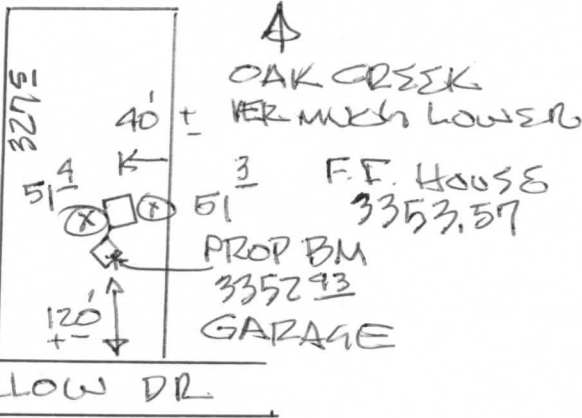 OAK CREEK
40' ± VER MUCH LOWER
3275
51 4
51 3
F.F. HOUSE
3353.57
X
X
PROP BM
3352 93
GARAGE
120' ±
LOW DR